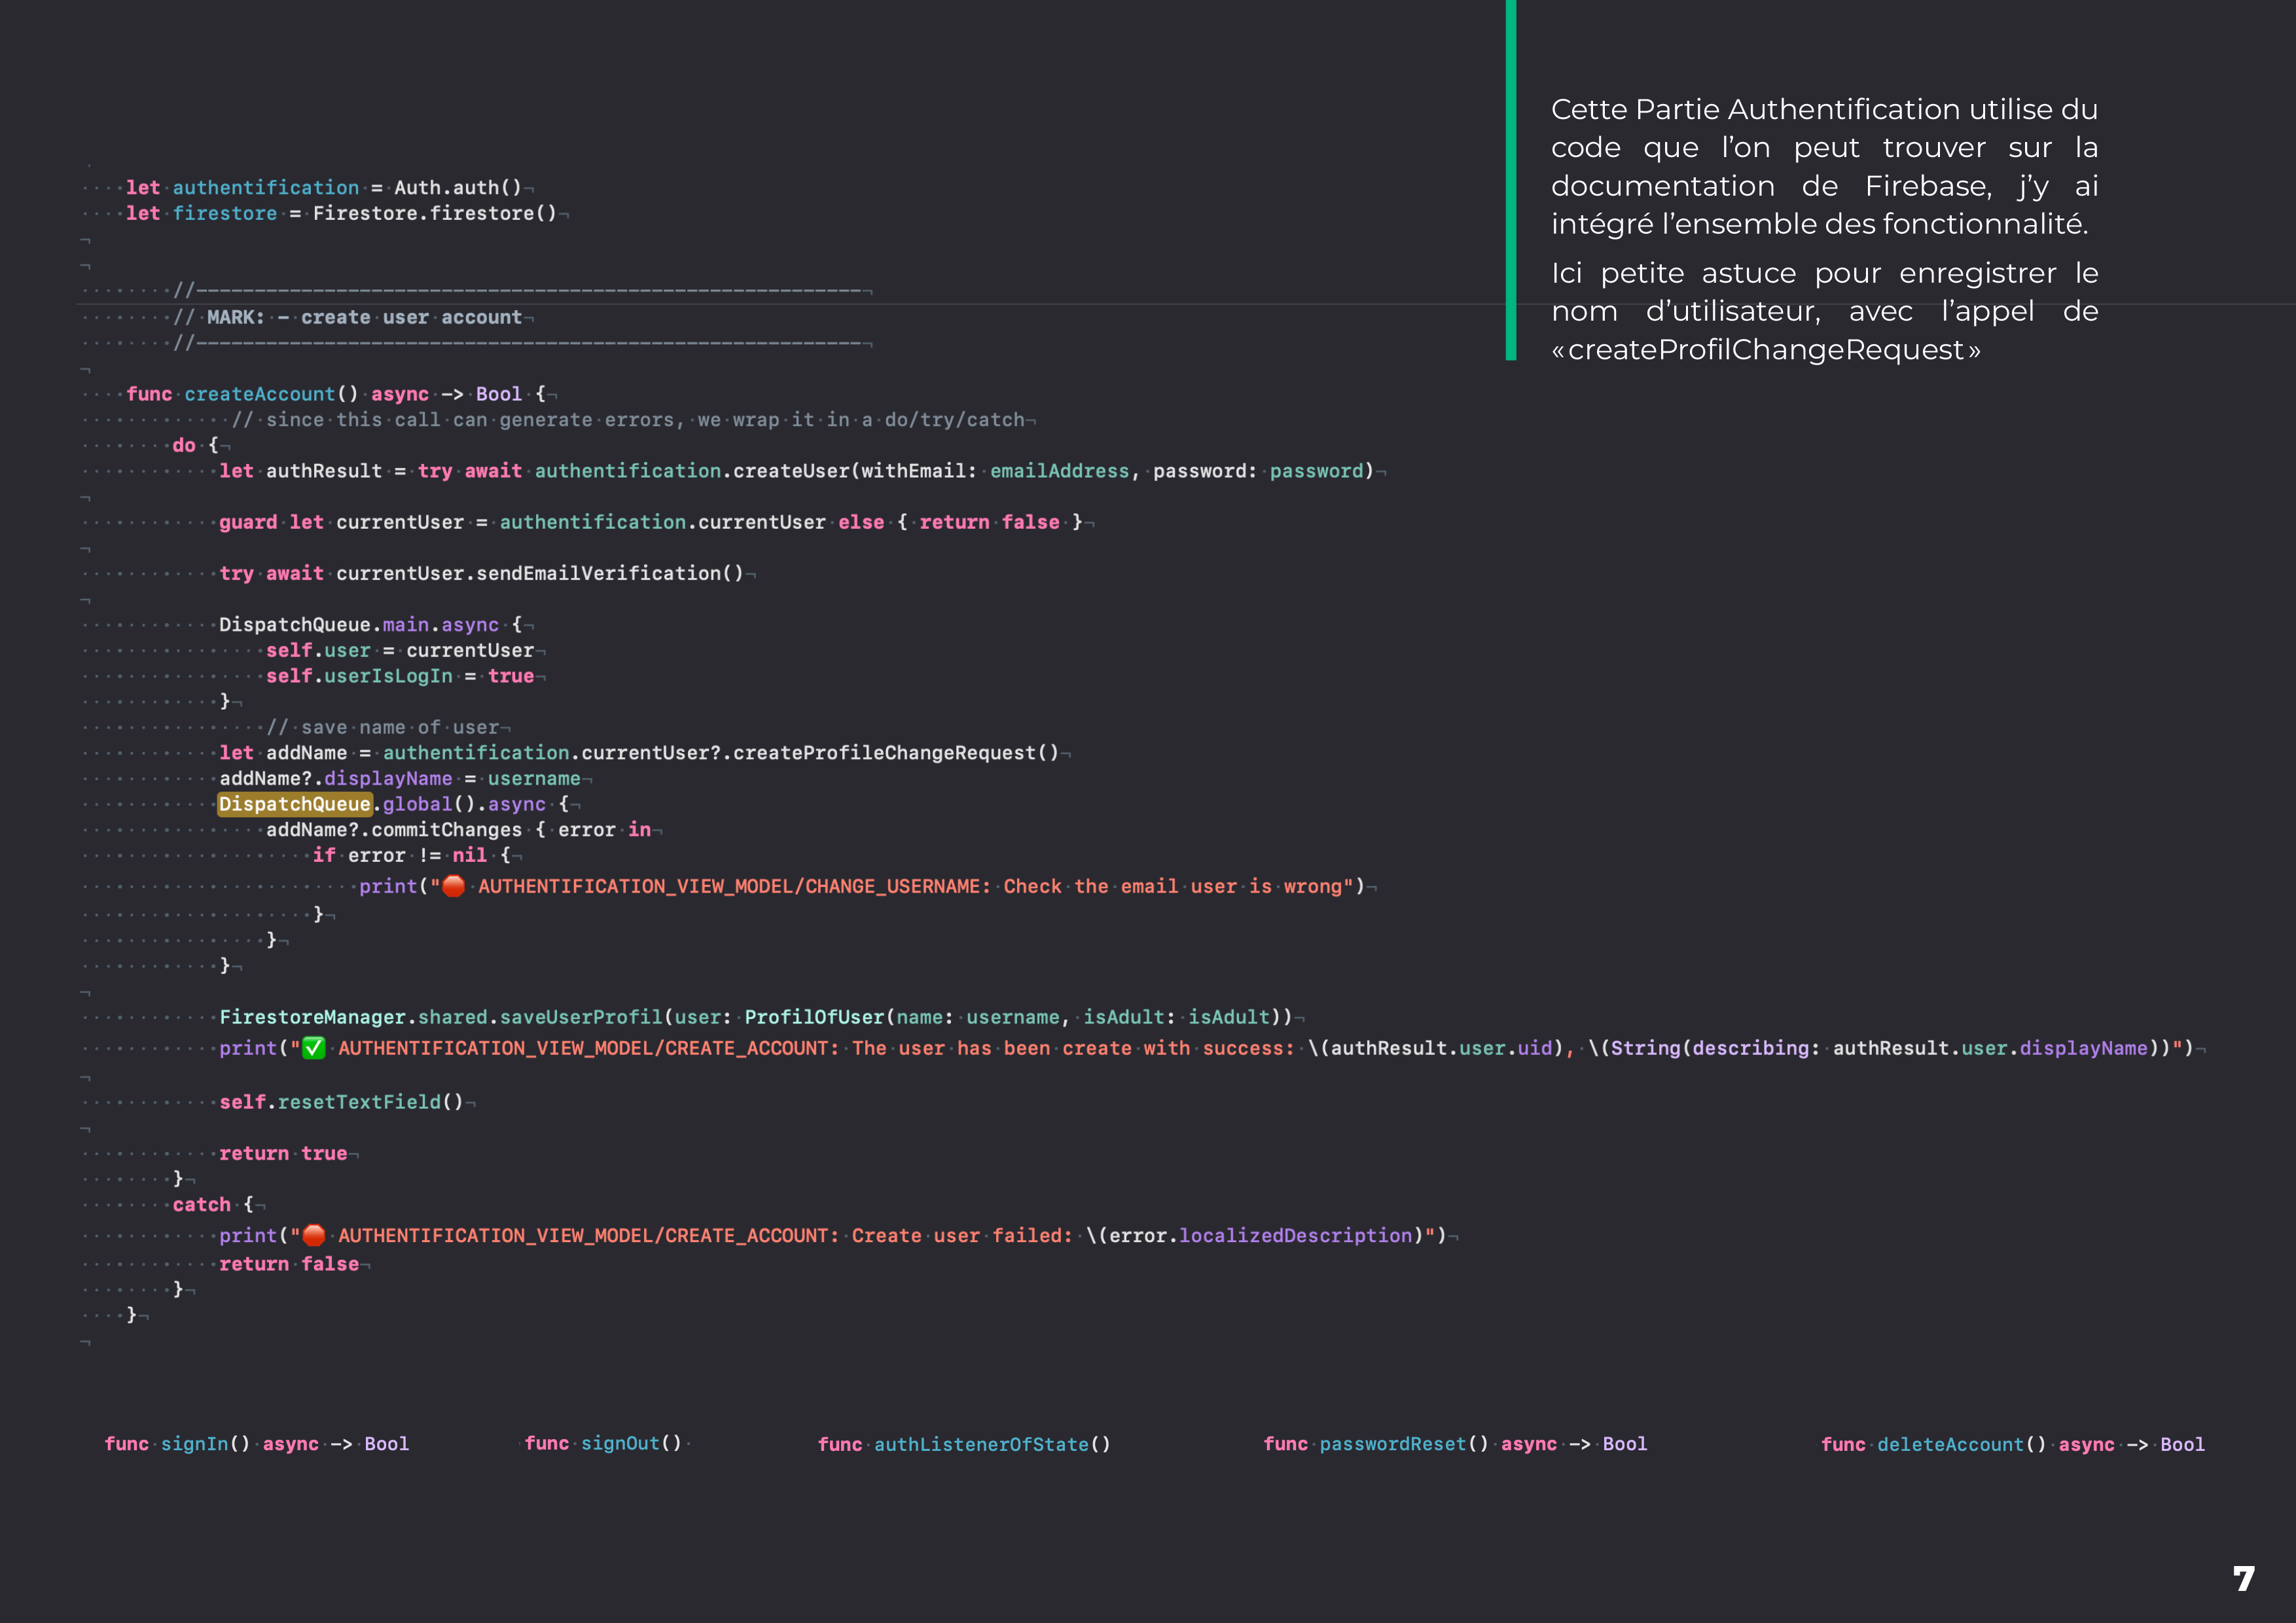 let authentification = Auth.auth()
let firestore = Firestore.firestore()
//---------------------------------------------------------
// MARK: - create user account
//---------------------------------------------------------
func createAccount() async -> Bool {
// since this call can generate errors, we wrap it in a do/try/catch
do {
let authResult = try await authentification.createUser(withEmail: emailAddress, password: password)
guard let currentUser = authentification.currentUser else { return false }
try await currentUser.sendEmailVerification()
DispatchQueue.main.async {
self.user = currentUser
self.userIsLogIn = true
}
// save name of user
let addName = authentification.currentUser?.createProfileChangeRequest()
addName?.displayName = username
DispatchQueue.global().async {
addName?.commitChanges { error in
if error != nil {
print("🛑 AUTHENTIFICATION_VIEW_MODEL/CHANGE_USERNAME: Check the email user is wrong")
}
}
}
FirestoreManager.shared.saveUserProfil(user: ProfilOfUser(name: username, isAdult: isAdult))
print("✅ AUTHENTIFICATION_VIEW_MODEL/CREATE_ACCOUNT: The user has been create with success: \(authResult.user.uid), \(String(describing: authResult.user.displayName))")
self.resetTextField()
return true
}
catch {
print("🛑 AUTHENTIFICATION_VIEW_MODEL/CREATE_ACCOUNT: Create user failed: \(error.localizedDescription)")
return false
}
}
Cette Partie Authentification utilise du
code que l'on peut trouver sur la
documentation de Firebase, j'y ai
intégré l'ensemble des fonctionnalité.
Ici petite astuce pour enregistrer le
nom d'utilisateur, avec l'appel de
« createProfilChangeRequest »
func signIn() async -> Bool
func signOut()
func authListenerOfState()
func passwordReset() async -> Bool
func deleteAccount() async -> Bool
7